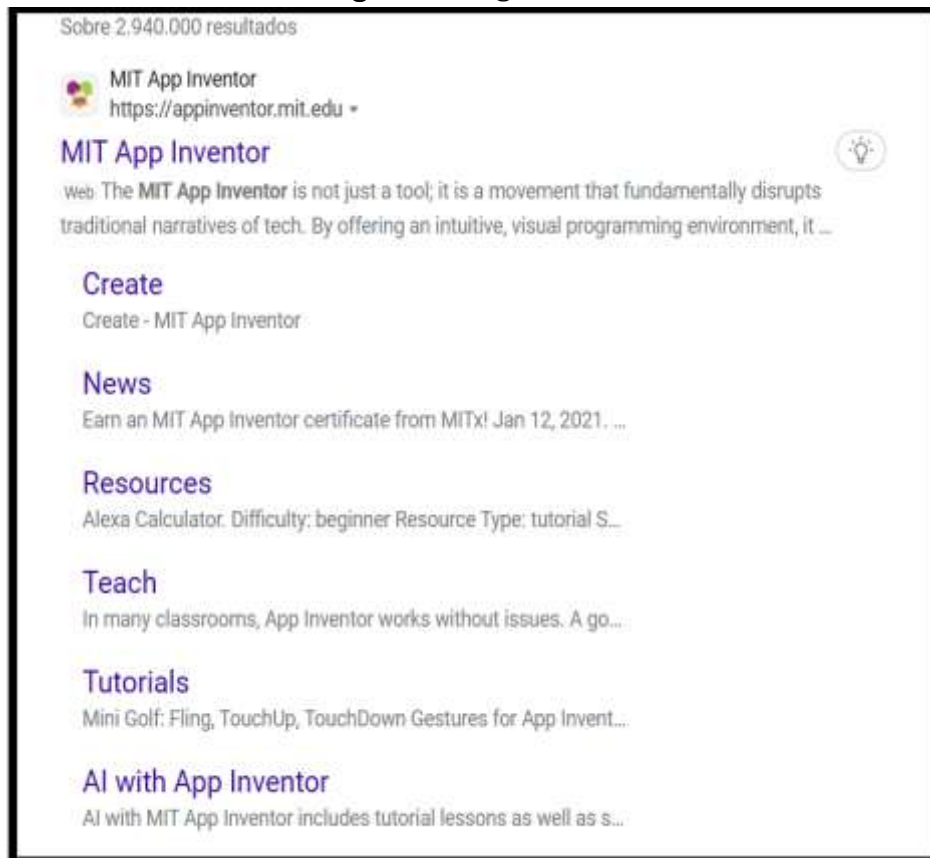 Sobre 2.940.000 resultados
MIT App Inventor
https://appinventor.mit.edu
MIT App Inventor
Web The MIT App Inventor is not just a tool; it is a movement that fundamentally disrupts
traditional narratives of tech. By offering an intuitive, visual programming environment, it ...
Create
Create - MIT App Inventor
News
Earn an MIT App Inventor certificate from MITx! Jan 12, 2021. ...
Resources
Alexa Calculator. Difficulty: beginner Resource Type: tutorial S...
Teach
In many classrooms, App Inventor works without issues. A go...
Tutorials
Mini Golf: Fling, TouchUp, TouchDown Gestures for App Invent...
AI with App Inventor
AI with MIT App Inventor includes tutorial lessons as well as s...